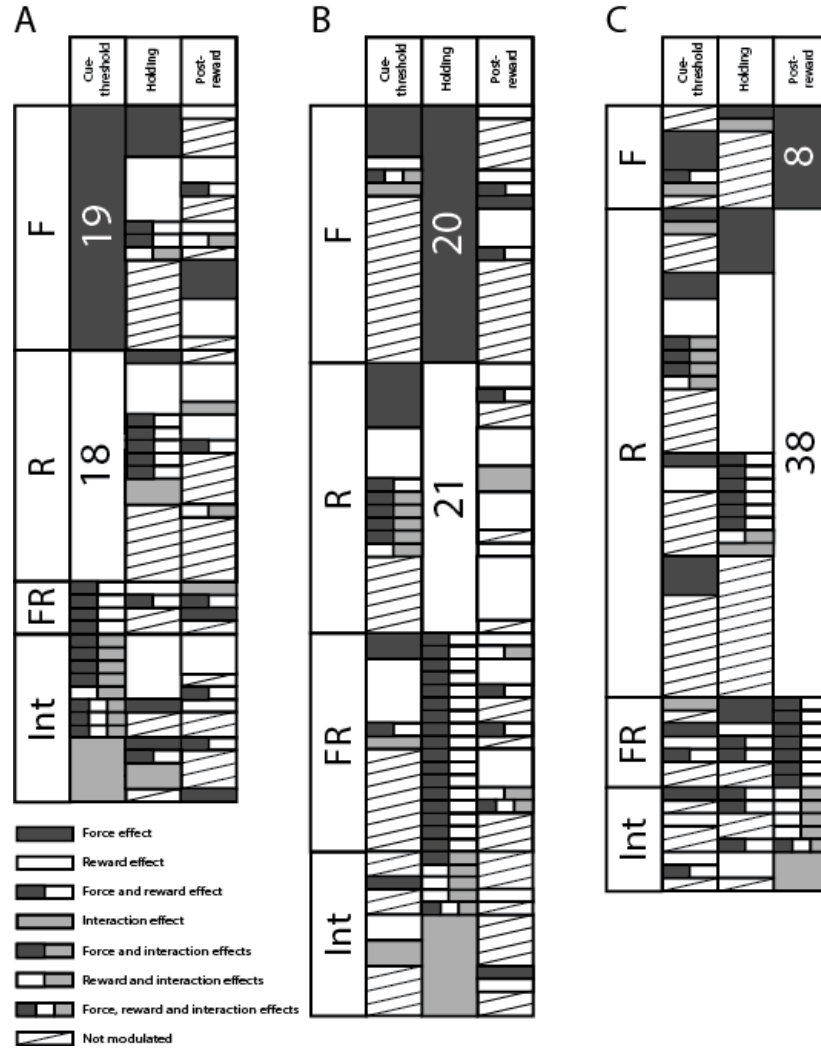 A
B
C
Cue-
threshold
Holding
Post-
reward
Cue-
threshold
Holding
Post-
reward
Cue-
threshold
Holding
Post-
reward
F
19
R
18
FR
Int
F
20
R
21
FR
Int
F
8
R
38
FR
Int
Force effect
Reward effect
Force and reward effect
Interaction effect
Force and interaction effects
Reward and interaction effects
Force, reward and interaction effects
Not modulated